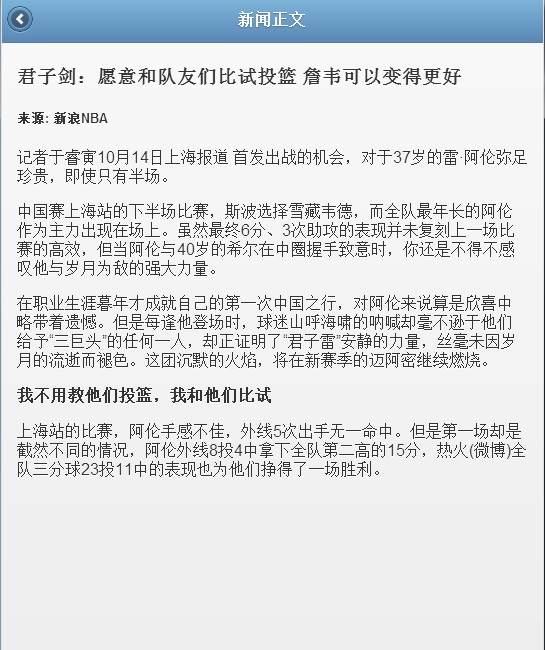 新闻正文
君子剑：愿意和队友们比试投篮 詹韦可以变得更好
来源: 新浪NBA
记者于睿寅10月14日上海报道 首发出战的机会，对于37岁的雷·阿伦弥足
珍贵，即使只有半场。
中国赛上海站的下半场比赛，斯波选择雪藏韦德，而全队最年长的阿伦
作为主力出现在场上。虽然最终6分、3次助攻的表现并未复刻上一场比
赛的高效，但当阿伦与40岁的希尔在中圈握手致意时，你还是不得不感
叹他与岁月为敌的强大力量。
在职业生涯暮年才成就自己的第一次中国之行，对阿伦来说算是欣喜中
略带着遗憾。但是每逢他登场时，球迷山呼海啸的呐喊却毫不逊于他们
给予“三巨头”的任何一人，却正证明了“君子雷”安静的力量，丝毫未因岁
月的流逝而褪色。这团沉默的火焰，将在新赛季的迈阿密继续燃烧。
我不用教他们投篮，我和他们比试
上海站的比赛，阿伦手感不佳，外线5次出手无一命中。但是第一场却是
截然不同的情况，阿伦外线8投4中拿下全队第二高的15分，热火(微博)全
队三分球23投11中的表现也为他们挣得了一场胜利。